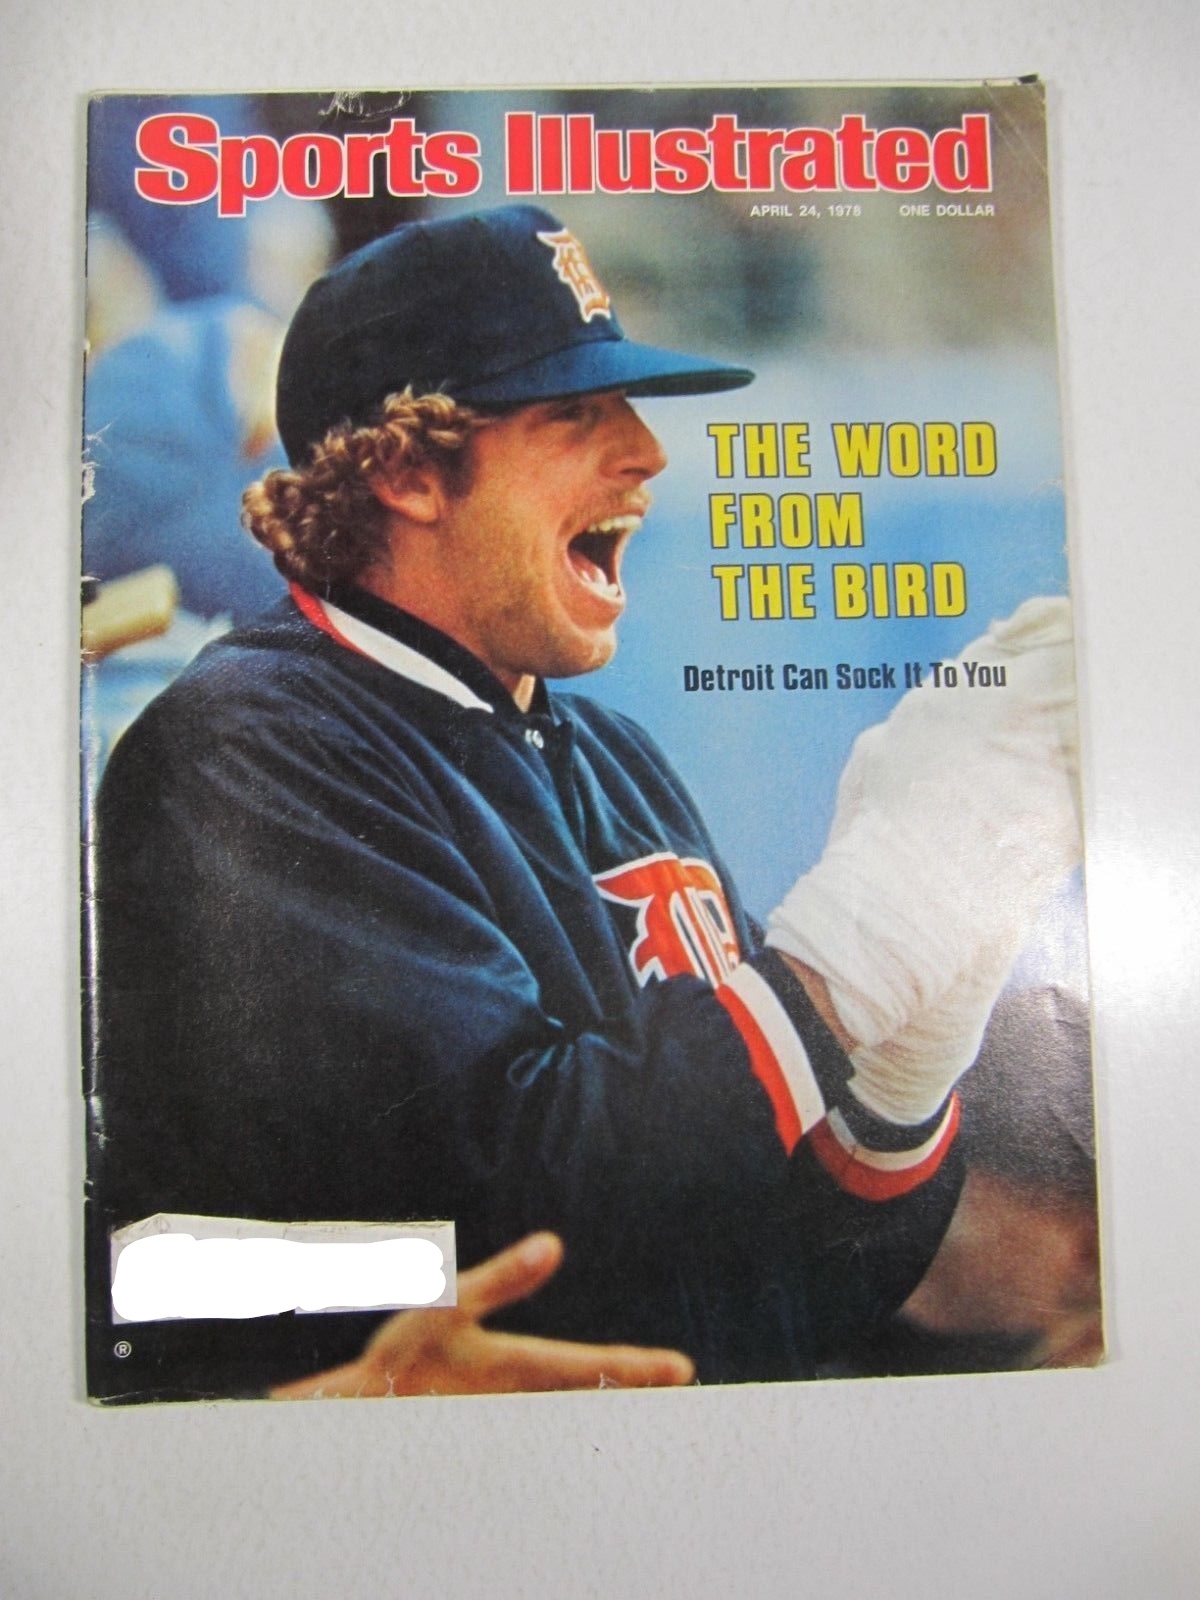 Sports Illustrated
APRIL 24, 1978 ONE DOLLAR
THE WORD
FROM
THE BIRD
Detroit Can Sock It To You
D
D
®